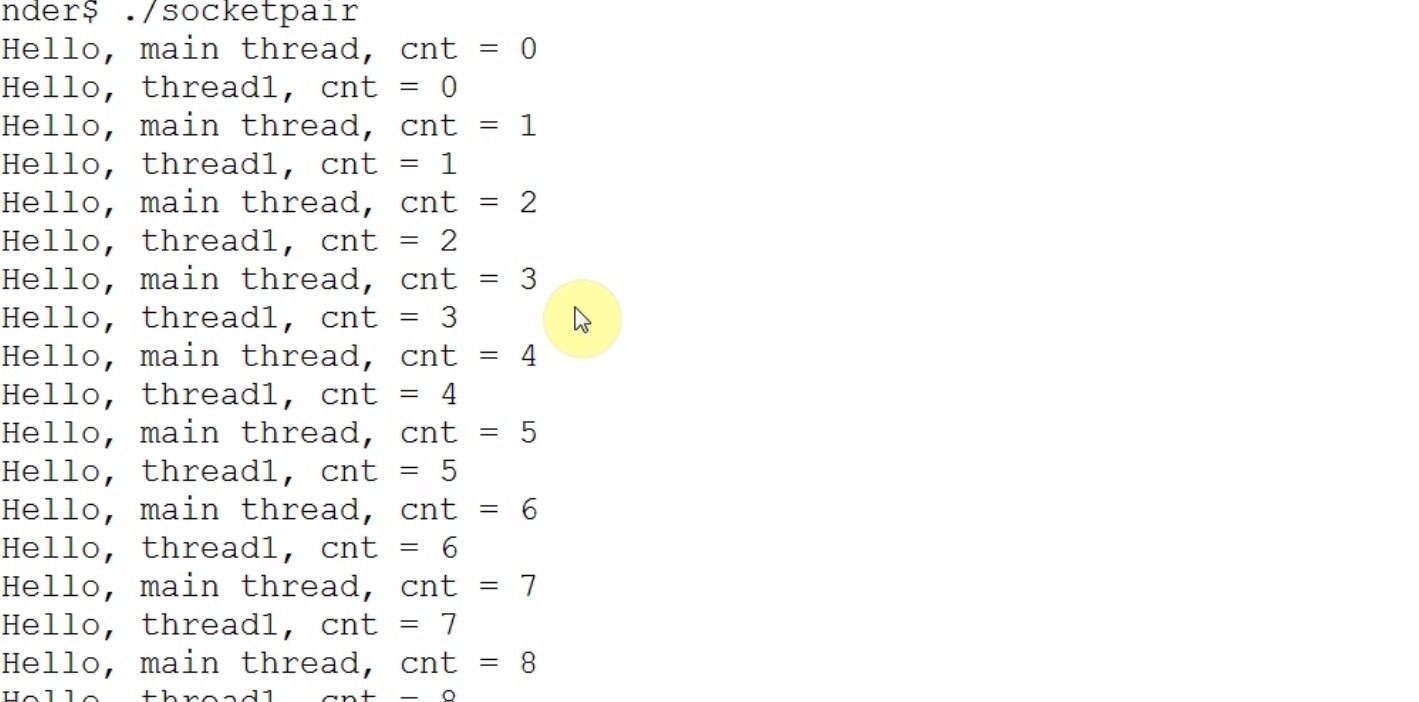 nder$ ./socketpair
Hello, main thread, cnt = 0
Hello, thread1, cnt = 0
Hello, main thread, cnt = 1
Hello, thread1, cnt = 1
Hello, main thread, cnt = 2
Hello, thread1, cnt = 2
Hello, main thread, cnt = 3
Hello, thread1, cnt = 3
Hello, main thread, cnt = 4
Hello, thread1, cnt = 4
Hello, main thread, cnt = 5
Hello, thread1, cnt = 5
Hello, main thread, cnt = 6
Hello, thread1, cnt = 6
Hello, main thread, cnt = 7
Hello, thread1, cnt = 7
Hello, main thread, cnt = 8
Hello, thread1, cnt = 8